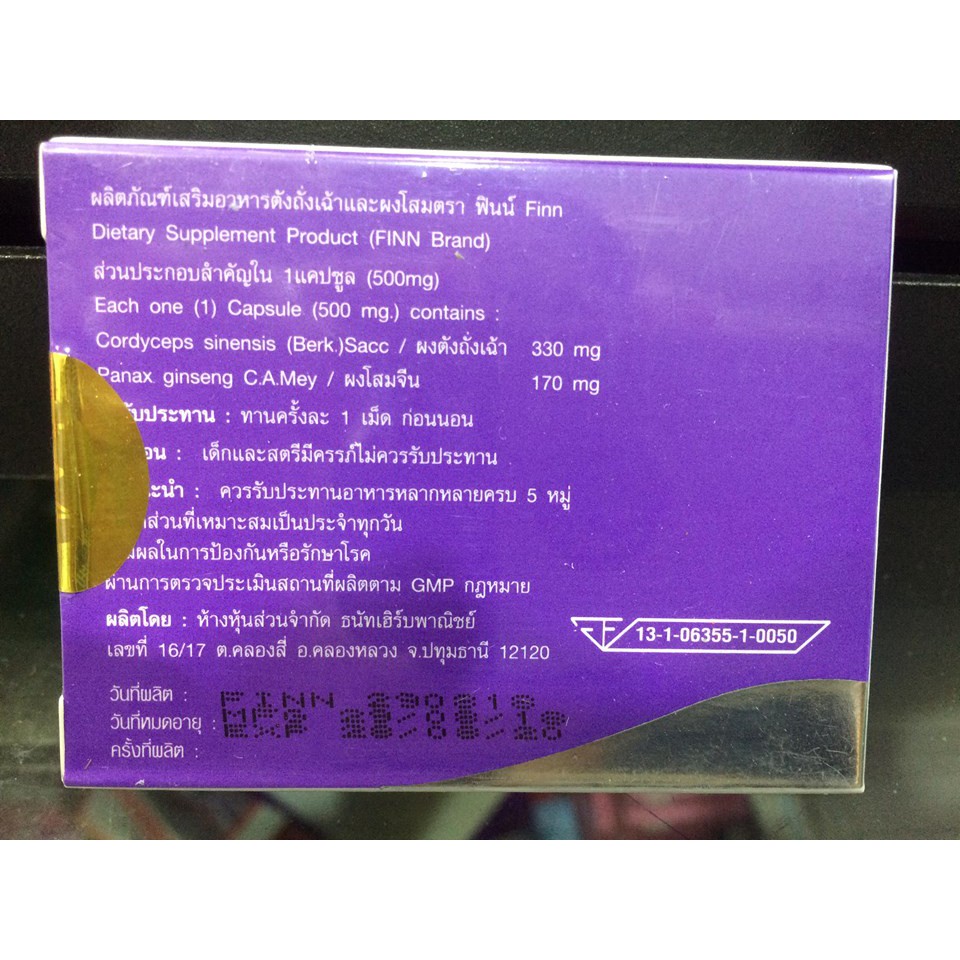 ผลิตภัณฑ์เสริมอาหารตังถั่งเฉ้าและผงโสมตรา ฟินน์ Finn
Dietary Supplement Product (FINN Brand)
ส่วนประกอบสำคัญใน 1แคปซูล (500mg)
Each one (1) Capsule (500 mg.) contains :
Cordyceps sinensis (Berk.)Sacc / ผงตังถั่งเฉ้า 330 mg
Panax ginseng C.A.Mey / ผงโสมจีน 170 mg
รับประทาน : ทานครั้งละ 1 เม็ด ก่อนนอน
เด็กและสตรีมีครรภ์ไม่ควรรับประทาน
ควรรับประทานอาหารหลากหลายครบ 5 หมู่
ส่วนที่เหมาะสมเป็นประจำทุกวัน
ผลในการป้องกันหรือรักษาโรค
ผ่านการตรวจประเมินสถานที่ผลิตตาม GMP กฎหมาย
ผลิตโดย : ห้างหุ้นส่วนจำกัด ธนัทเฮิร์บพาณิชย์
13-1-06355-1-0050
เลขที่ 16/17 ต.คลองสี่ อ.คลองหลวง จ.ปทุมธานี 12120
วันที่ผลิต : FINN
วันที่หมดอายุ :
ครั้งที่ผลิต :